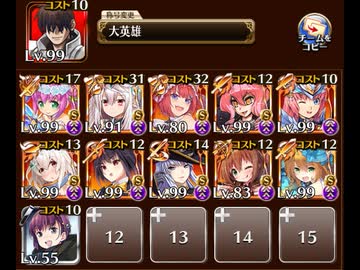 コスト10
称号変更
大英雄
チームを
コピー
Lv.99
コスト17 コスト31 コスト32 コスト12 コスト10
S S S S S
Lv.99 Lv.91 Lv.80 Lv.99 Lv.99
コスト13 コスト12 コスト10 コスト12 コスト12
S S S S S
Lv.99 Lv.99 Lv.99 Lv.83 Lv.99
コスト10
Lv.55 12 13 14 15